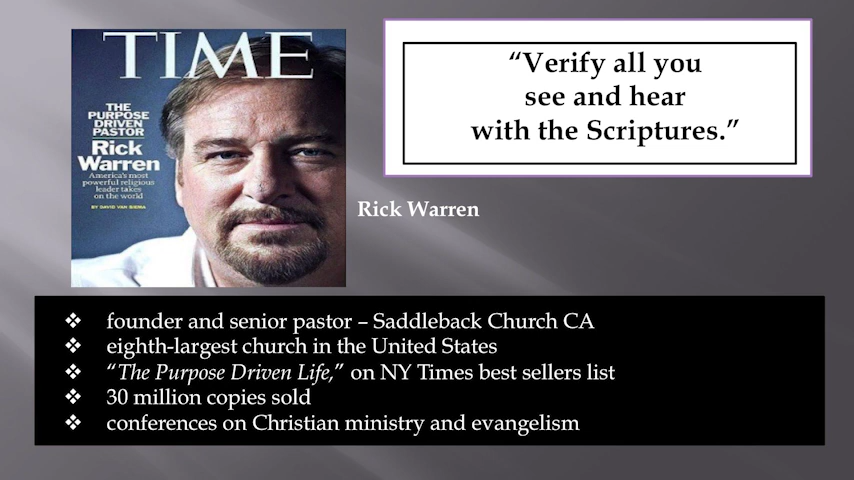 TIME
THE
PURPOSE
DRIVEN
PASTOR
Rick
Warren
America's most
powerful religious
leader takes
on the world
BY DAVID VAN BIEMA
“Verify all you
see and hear
with the Scriptures.”
Rick Warren
❖ founder and senior pastor – Saddleback Church CA
❖ eighth-largest church in the United States
❖ “The Purpose Driven Life,” on NY Times best sellers list
❖ 30 million copies sold
❖ conferences on Christian ministry and evangelism